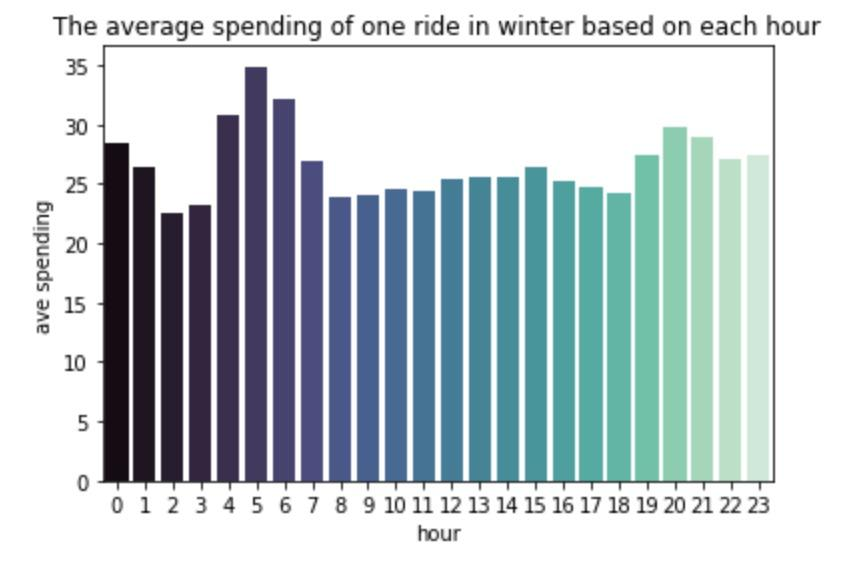 The average spending of one ride in winter based on each hour
35
30
25
20
15
10
5
0
ave spending
0 1 2 3 4 5 6 7 8 9 10 11 12 13 14 15 16 17 18 19 20 21 22 23
hour